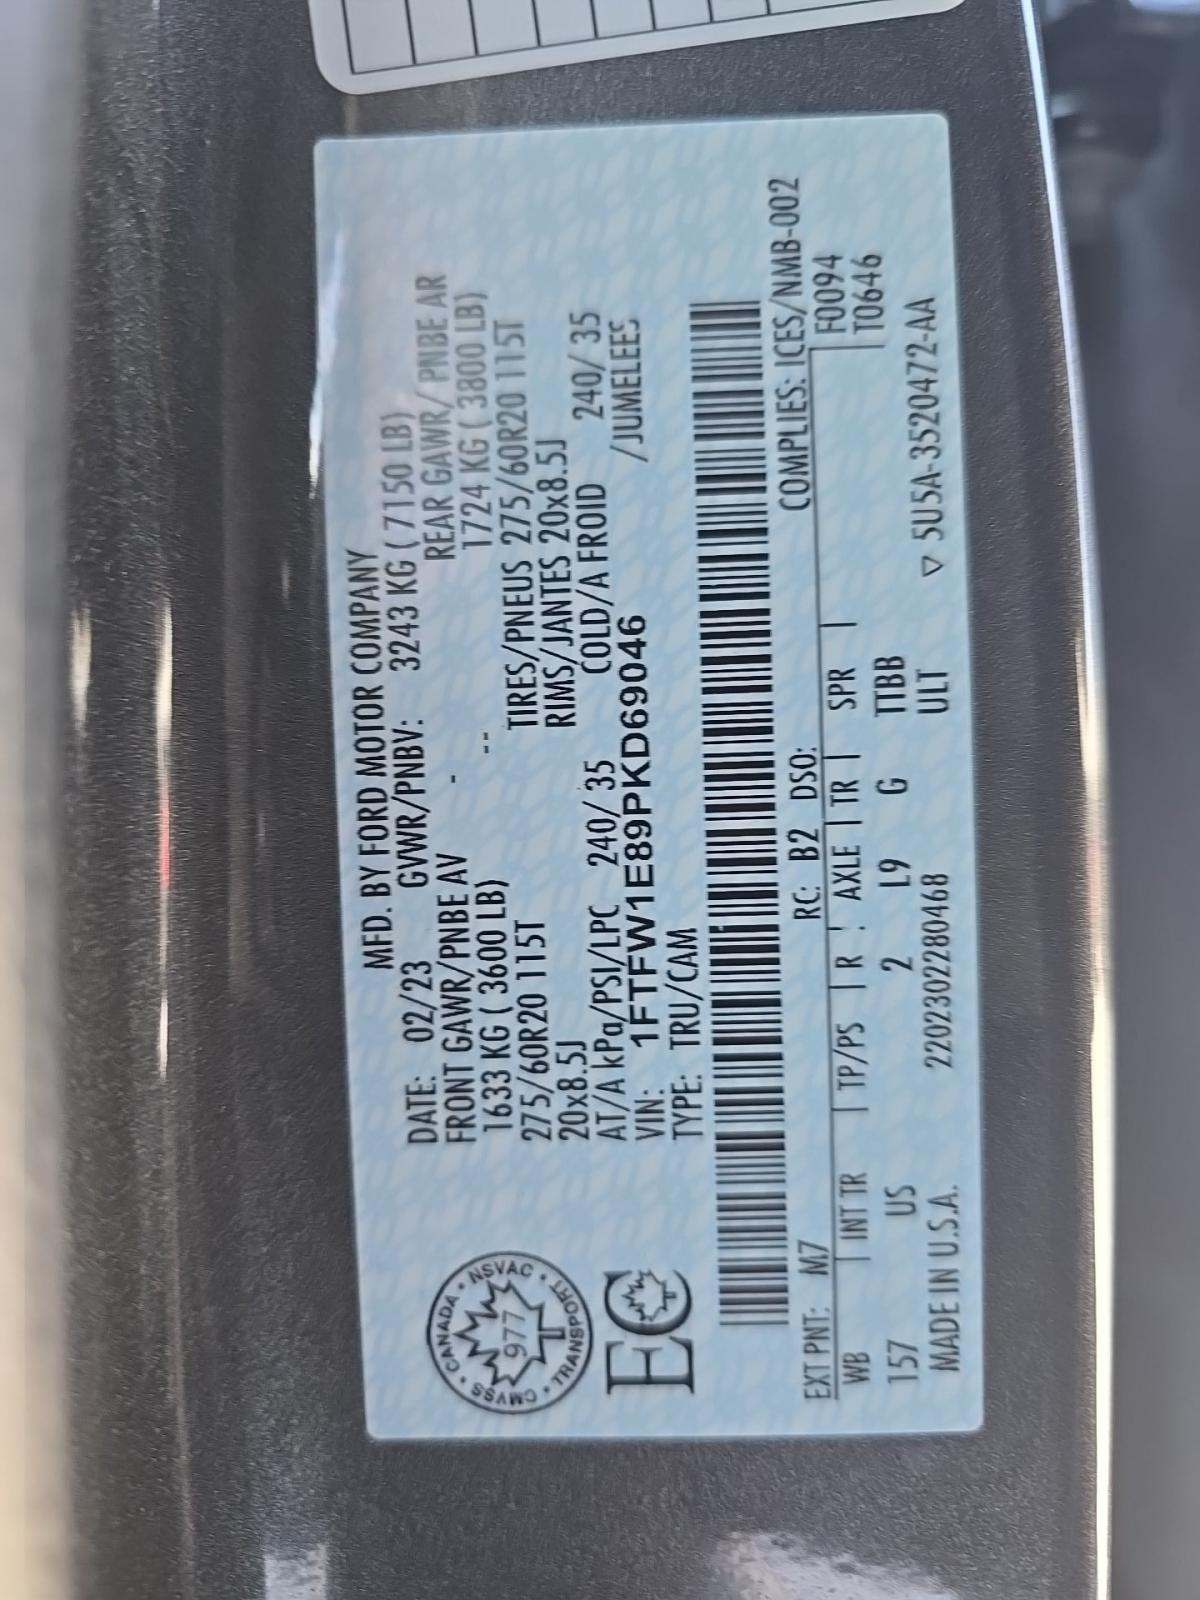 MFD. BY FORD MOTOR COMPANY
DATE: 02/23 GVWR/PNBV: 3243 KG ( 7150 LB)
FRONT GAWR/PNBE AV - REAR GAWR/ PNBE AR
1633 KG ( 3600 LB) -- 1724 KG ( 3800 LB)
275/60R20 115T TIRES/PNEUS 275/60R20 115T
20x8.5J RIMS/JANTES 20x8.5J
AT/A kPa/PSI/LPC 240/ 35 COLD/A FROID 240/ 35
VIN: 1FTFW1E89PKD69046 /JUMELEES
TYPE: TRU/CAM
CANADA • NSVAC • TRANSPORT • CMVSS •
977
EC
COMPLIES: ICES/NMB-002
EXT PNT: M7 RC: B2 DSO: F0094
WB | INT TR | TP/PS | R | AXLE | TR | SPR | T0646
157 US 2 L9 G TTBB
MADE IN U.S.A. 2202302280468 ULT ▽ 5U5A-3520472-AA